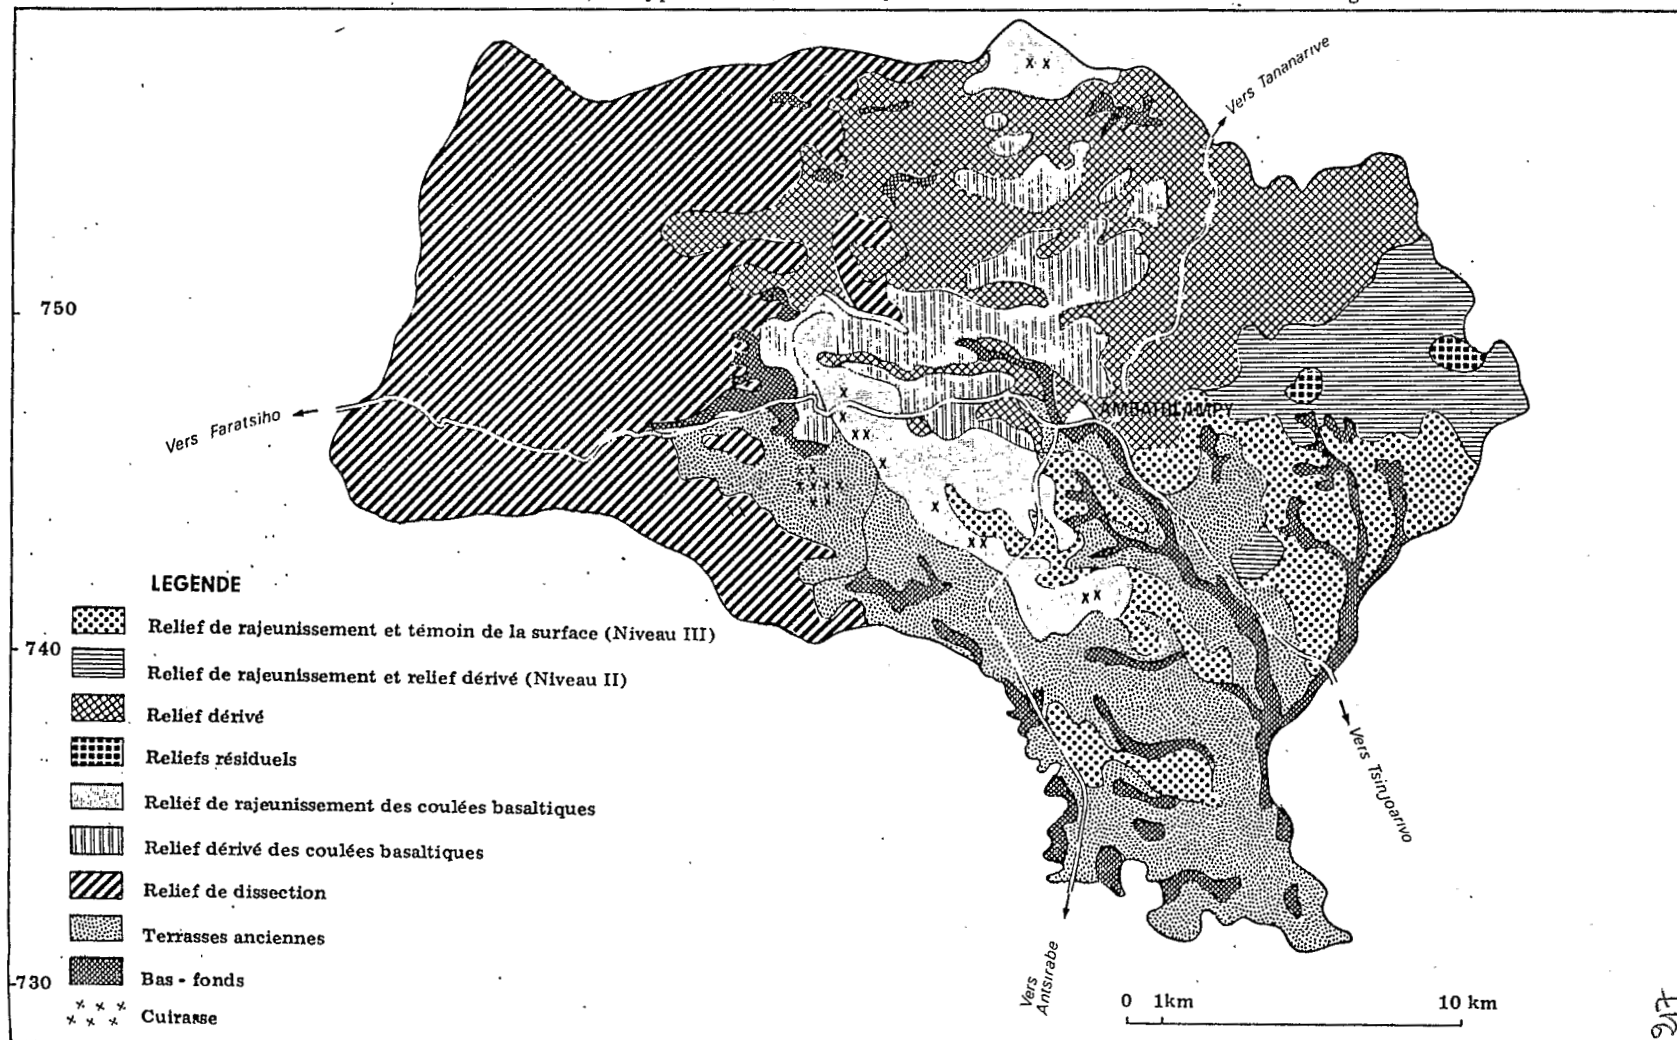 Vers Tananarive
750
Vers Faratsiho
AMBATOLAMPY
LEGENDE
Relief de rajeunissement et témoin de la surface (Niveau III)
740
Relief de rajeunissement et relief dérivé (Niveau II)
Relief dérivé
Reliefs résiduels
Vers Tsinjoarivo
Relief de rajeunissement des coulées basaltiques
Relief dérivé des coulées basaltiques
Relief de dissection
Terrasses anciennes
Vers
Antsirabe
730
Bas - fonds
0 1km 10 km
Cuirasse
217